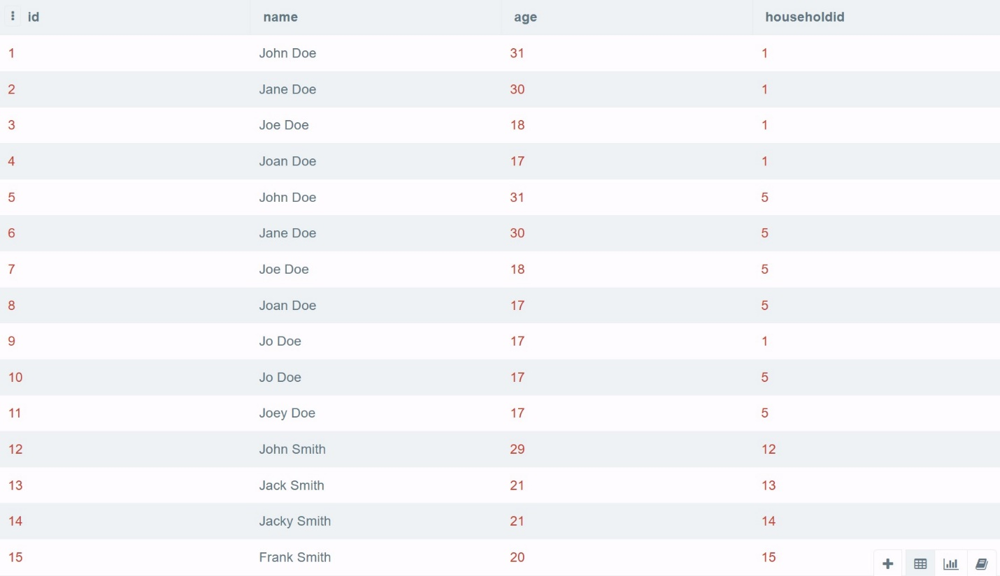 id name age householdid
1 John Doe 31 1
2 Jane Doe 30 1
3 Joe Doe 18 1
4 Joan Doe 17 1
5 John Doe 31 5
6 Jane Doe 30 5
7 Joe Doe 18 5
8 Joan Doe 17 5
9 Jo Doe 17 1
10 Jo Doe 17 5
11 Joey Doe 17 5
12 John Smith 29 12
13 Jack Smith 21 13
14 Jacky Smith 21 14
15 Frank Smith 20 15